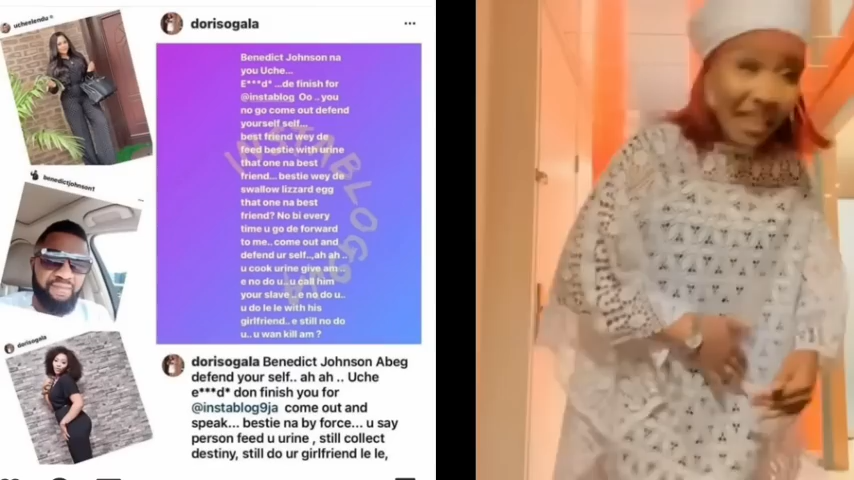 ucheelendu
dorisogala
Benedict Johnson na
you Uche...
E***d* ...de finish for
@instablog Oo .. you
no go come out defend
yourself self...
best friend wey de
feed bestie with urine
that one na best
friend... bestie wey de
swallow lizzard egg
that one na best
friend? No bi every
time u go de forward
to me.. come out and
defend ur self..,ah ah ..
u cook urine give am ..
e no do u.. u call him
your slave .. e no do u..
u do le le with his
girlfriend.. e still no do
u.. u wan kill am ?
benedictjohnson1
dorisogala
dorisogala Benedict Johnson Abeg
defend your self.. ah ah .. Uche
e***d* don finish you for
@instablog9ja come out and
speak... bestie na by force... u say
person feed u urine , still collect
destiny, still do ur girlfriend le le,